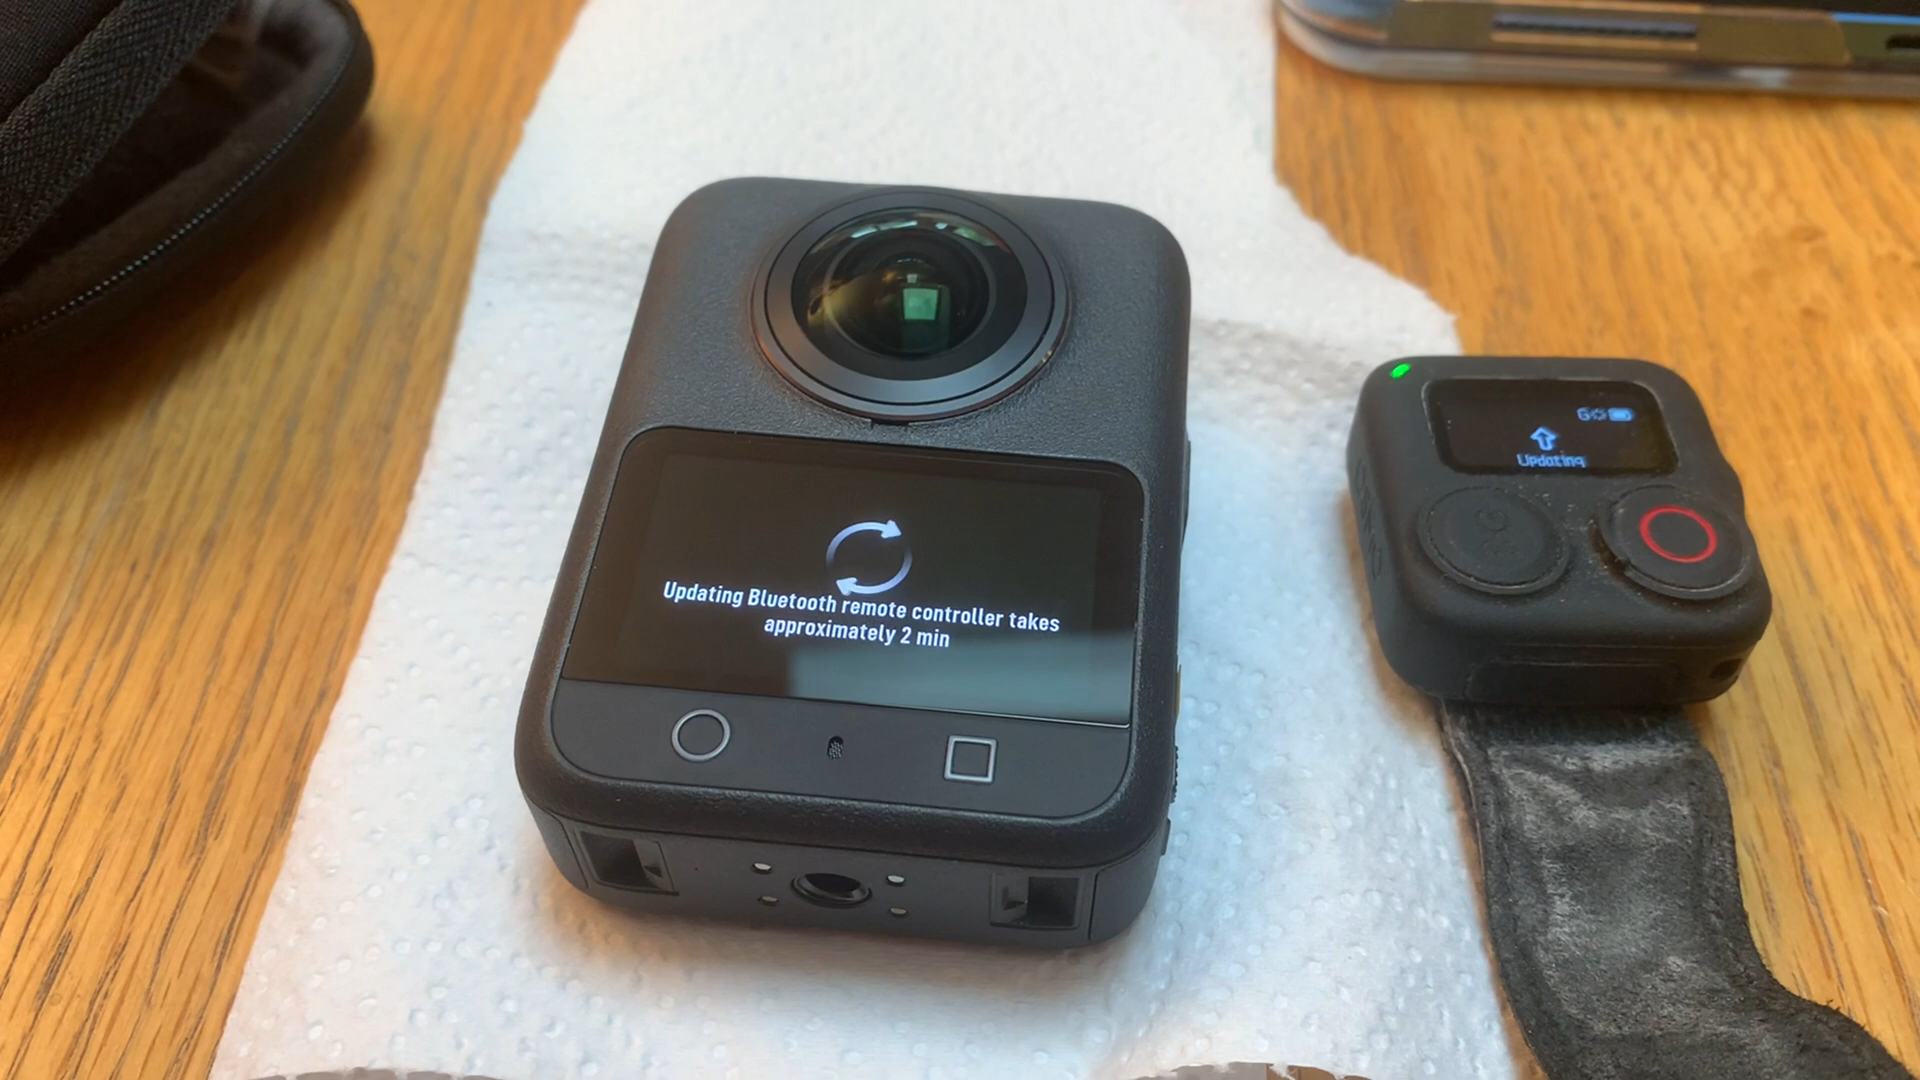 Updating Bluetooth remote controller takes
approximately 2 min
Updating